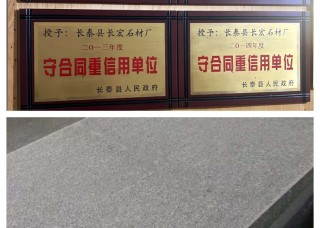 授予：长泰县长宏石材厂
二〇一三年度
守合同重信用单位
长泰县人民政府
授予：长泰县长宏石材厂
二〇一四年度
守合同重信用单位
长泰县人民政府